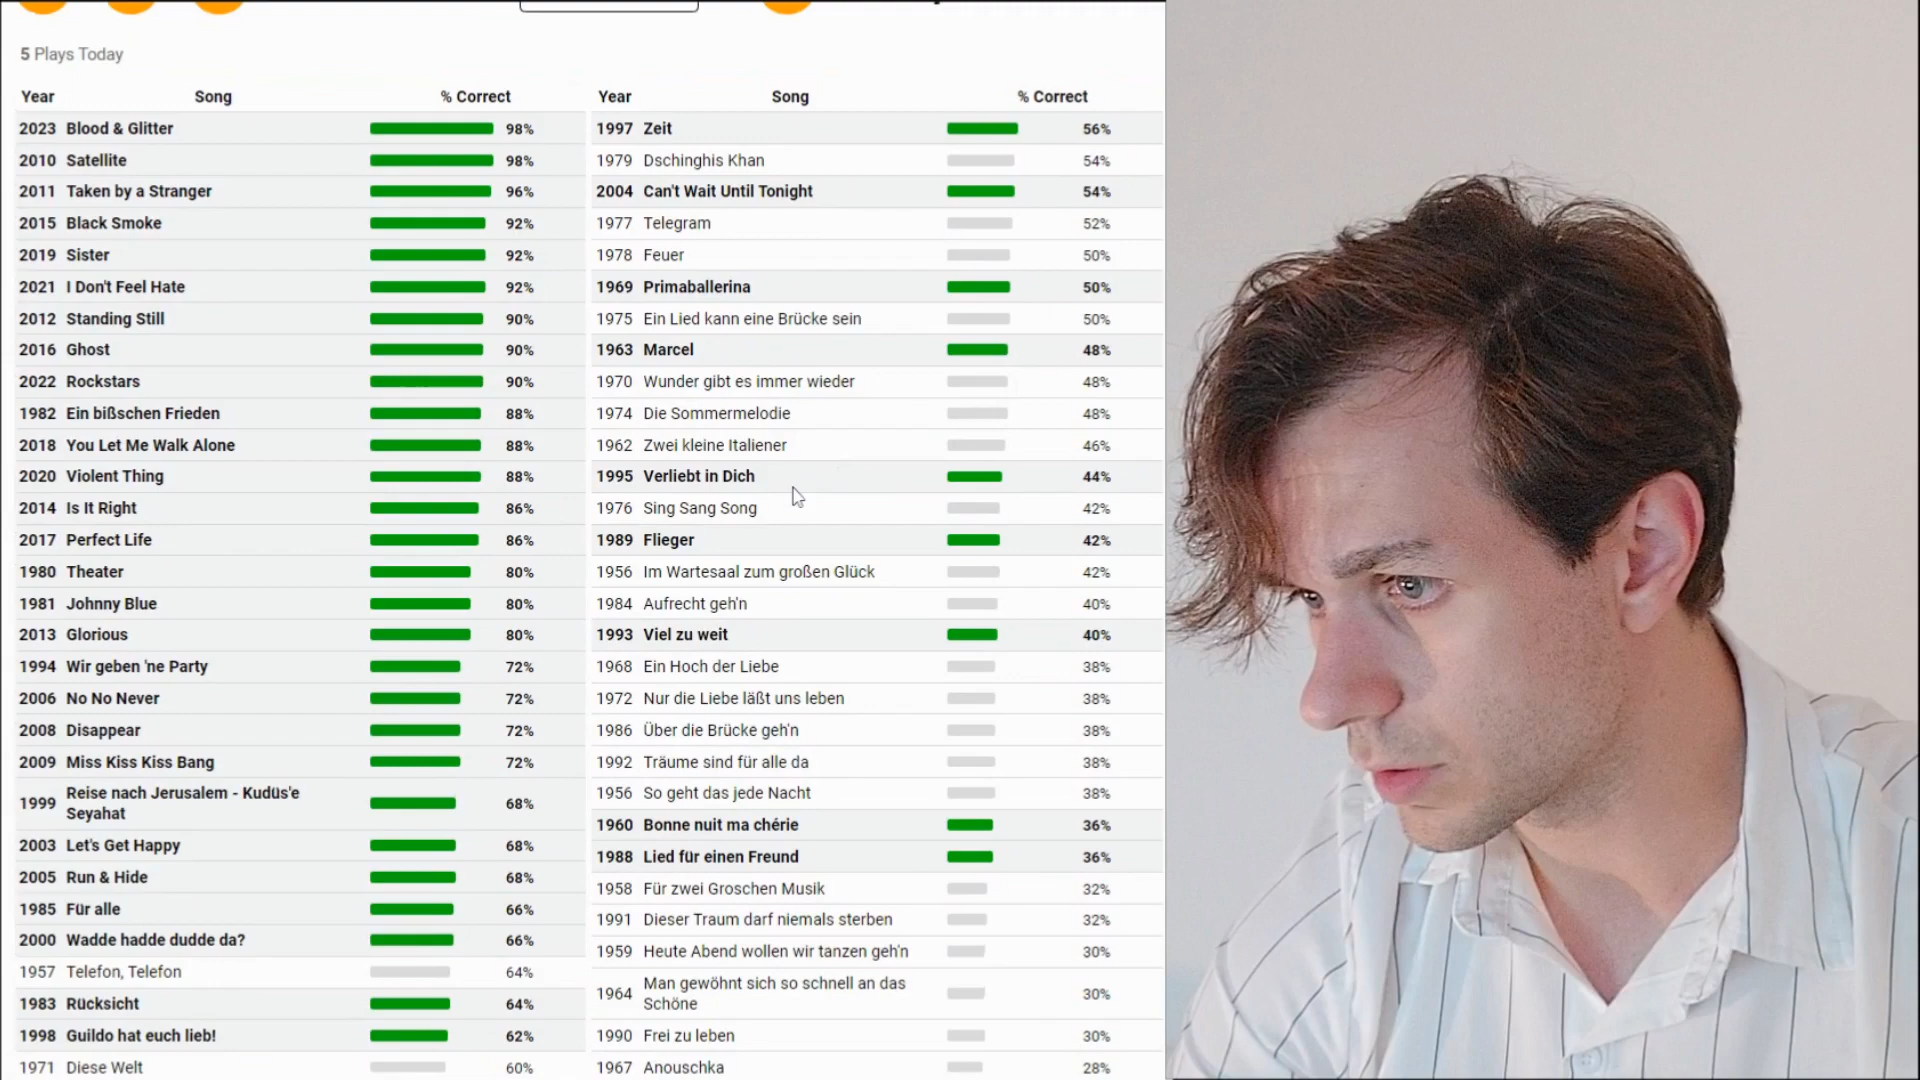 5 Plays Today
Year Song % Correct
2023 Blood & Glitter 98%
2010 Satellite 98%
2011 Taken by a Stranger 96%
2015 Black Smoke 92%
2019 Sister 92%
2021 I Don't Feel Hate 92%
2012 Standing Still 90%
2016 Ghost 90%
2022 Rockstars 90%
1982 Ein bißschen Frieden 88%
2018 You Let Me Walk Alone 88%
2020 Violent Thing 88%
2014 Is It Right 86%
2017 Perfect Life 86%
1980 Theater 80%
1981 Johnny Blue 80%
2013 Glorious 80%
1994 Wir geben 'ne Party 72%
2006 No No Never 72%
2008 Disappear 72%
2009 Miss Kiss Kiss Bang 72%
1999 Reise nach Jerusalem - Kudüs'e 68%
Seyahat
2003 Let's Get Happy 68%
2005 Run & Hide 68%
1985 Für alle 66%
2000 Wadde hadde dudde da? 66%
1957 Telefon, Telefon 64%
1983 Rücksicht 64%
1998 Guildo hat euch lieb! 62%
1971 Diese Welt 60%
Year Song % Correct
1997 Zeit 56%
1979 Dschinghis Khan 54%
2004 Can't Wait Until Tonight 54%
1977 Telegram 52%
1978 Feuer 50%
1969 Primaballerina 50%
1975 Ein Lied kann eine Brücke sein 50%
1963 Marcel 48%
1970 Wunder gibt es immer wieder 48%
1974 Die Sommermelodie 48%
1962 Zwei kleine Italiener 46%
1995 Verliebt in Dich 44%
1976 Sing Sang Song 42%
1989 Flieger 42%
1956 Im Wartesaal zum großen Glück 42%
1984 Aufrecht geh'n 40%
1993 Viel zu weit 40%
1968 Ein Hoch der Liebe 38%
1972 Nur die Liebe läßt uns leben 38%
1986 Über die Brücke geh'n 38%
1992 Träume sind für alle da 38%
1956 So geht das jede Nacht 38%
1960 Bonne nuit ma chérie 36%
1988 Lied für einen Freund 36%
1958 Für zwei Groschen Musik 32%
1991 Dieser Traum darf niemals sterben 32%
1959 Heute Abend wollen wir tanzen geh'n 30%
1964 Man gewöhnt sich so schnell an das 30%
Schöne
1990 Frei zu leben 30%
1967 Anouschka 28%